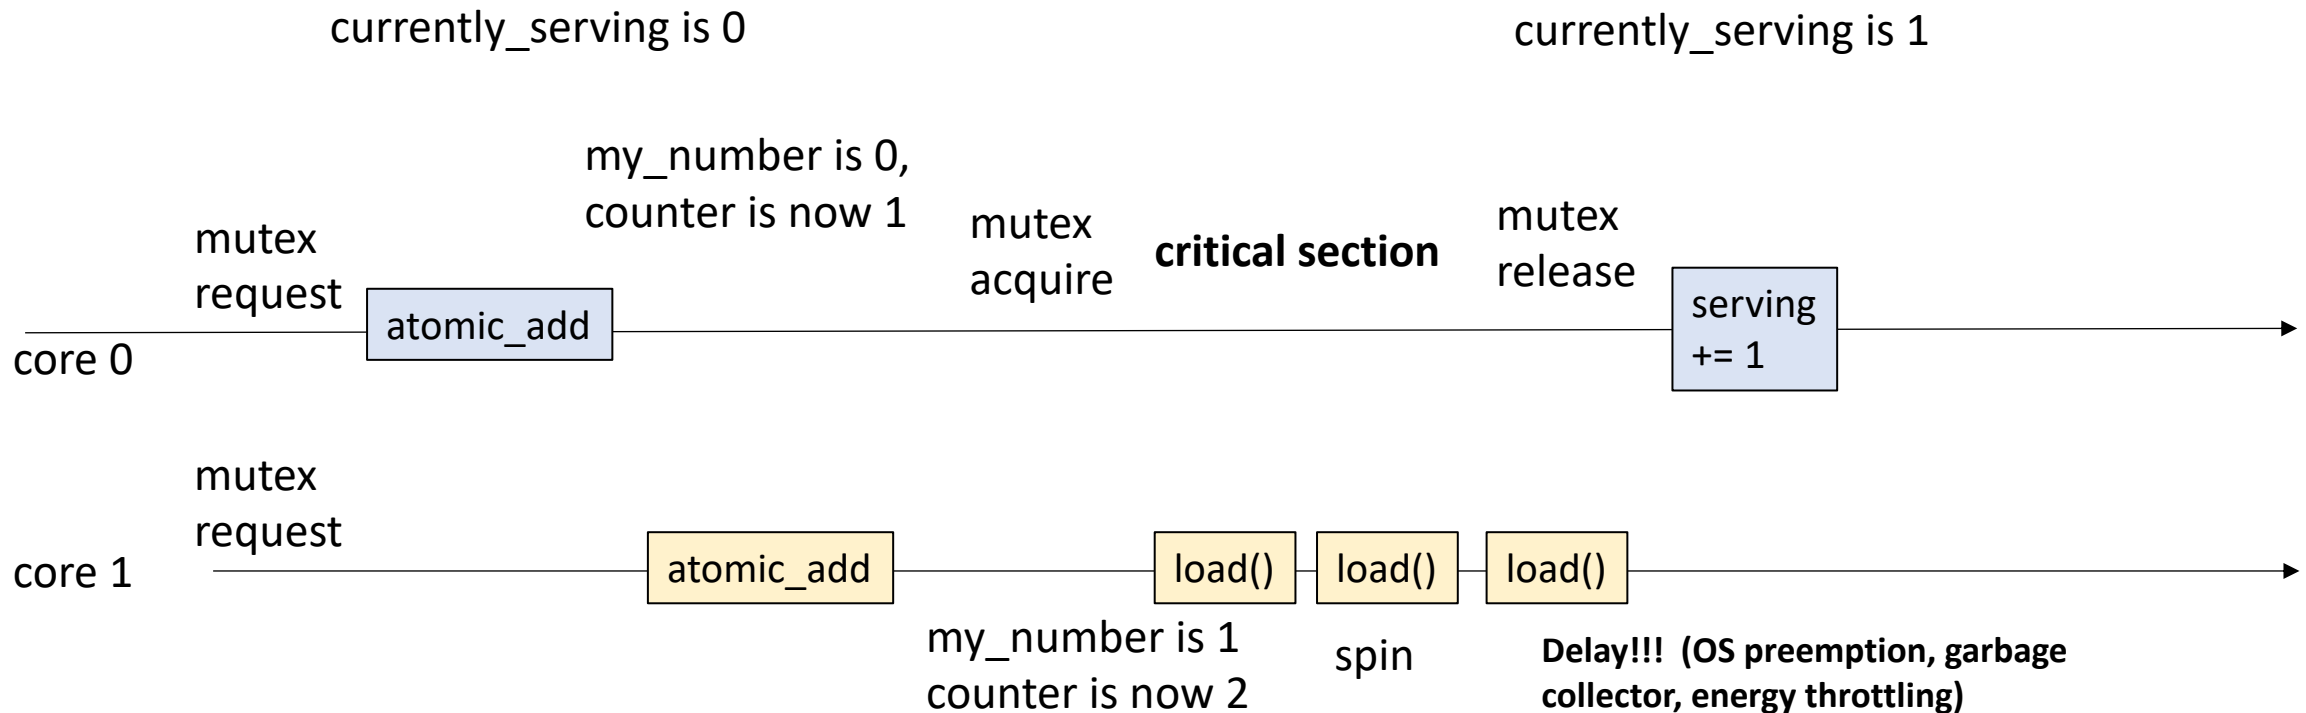 currently_serving is 0
currently_serving is 1
my_number is 0,
counter is now 1
mutex
request
mutex
acquire
critical section
mutex
release
atomic_add
serving
+= 1
core 0
mutex
request
core 1
atomic_add
load()
load()
load()
my_number is 1
counter is now 2
spin
Delay!!! (OS preemption, garbage
collector, energy throttling)